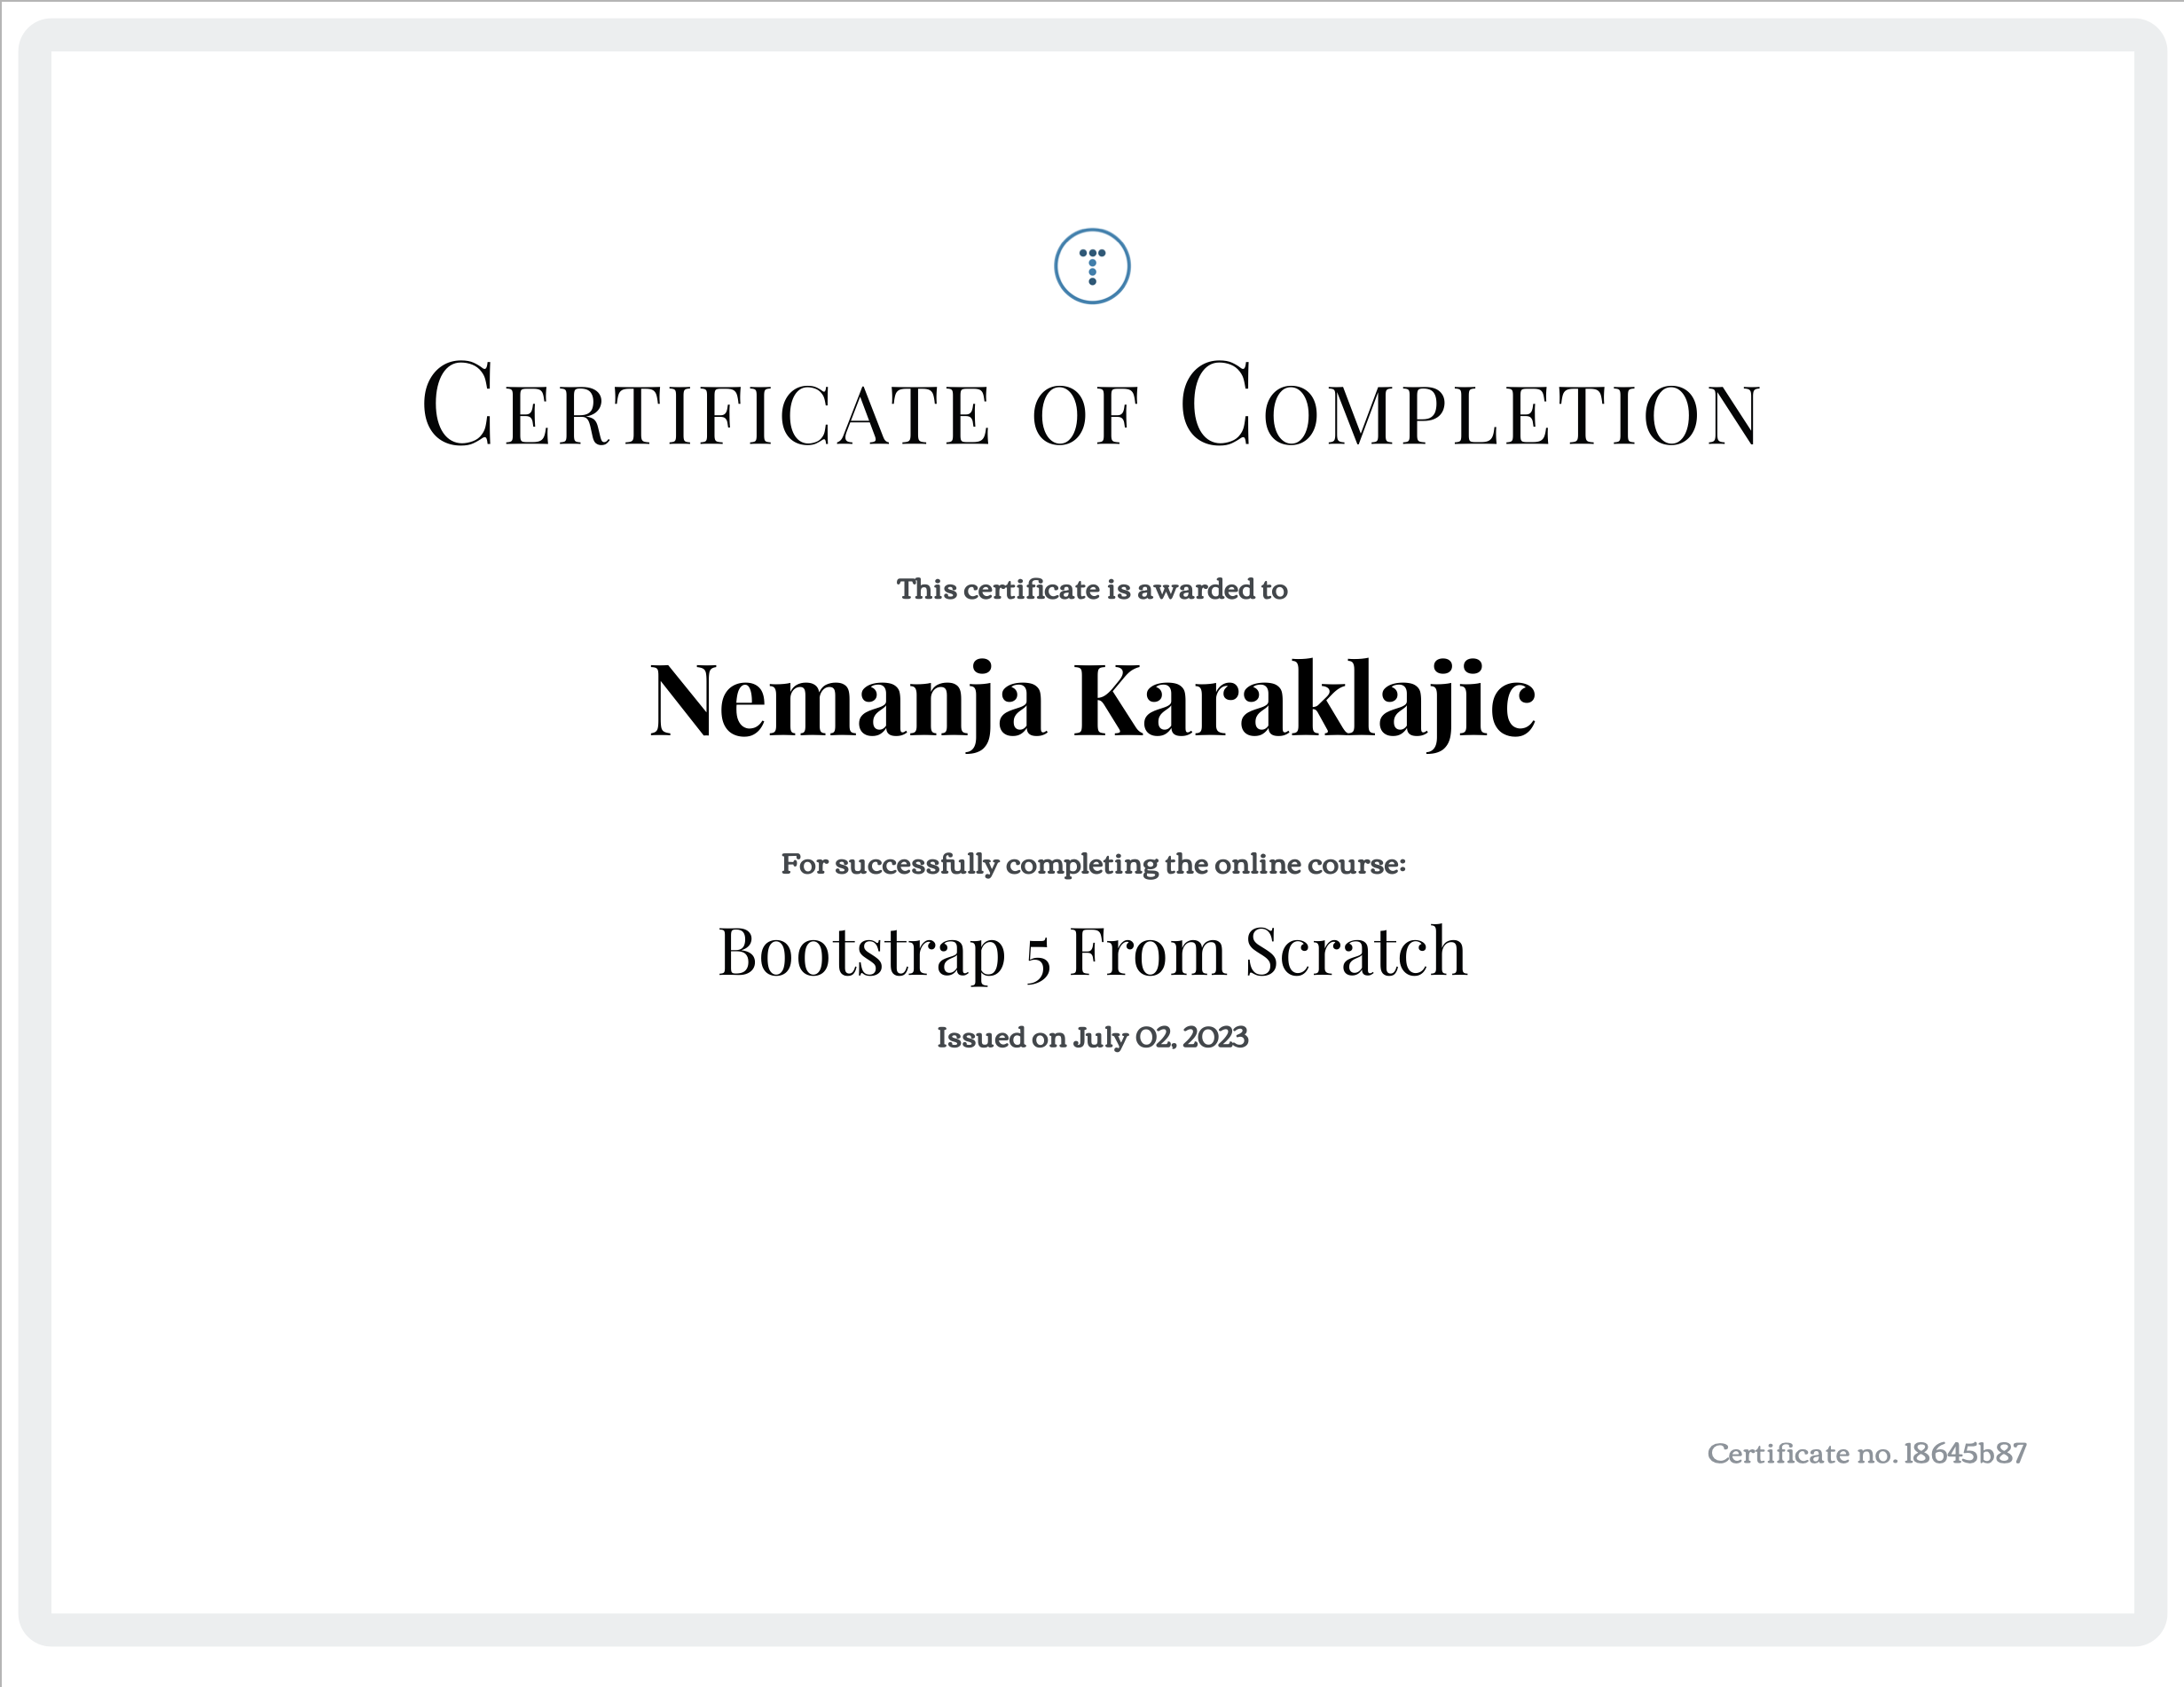 T
Certificate of Completion
This certificate is awarded to
Nemanja Karaklajic
For successfully completing the online course:
Bootstrap 5 From Scratch
Issued on July 02, 2023
Certificate no. 18645b87